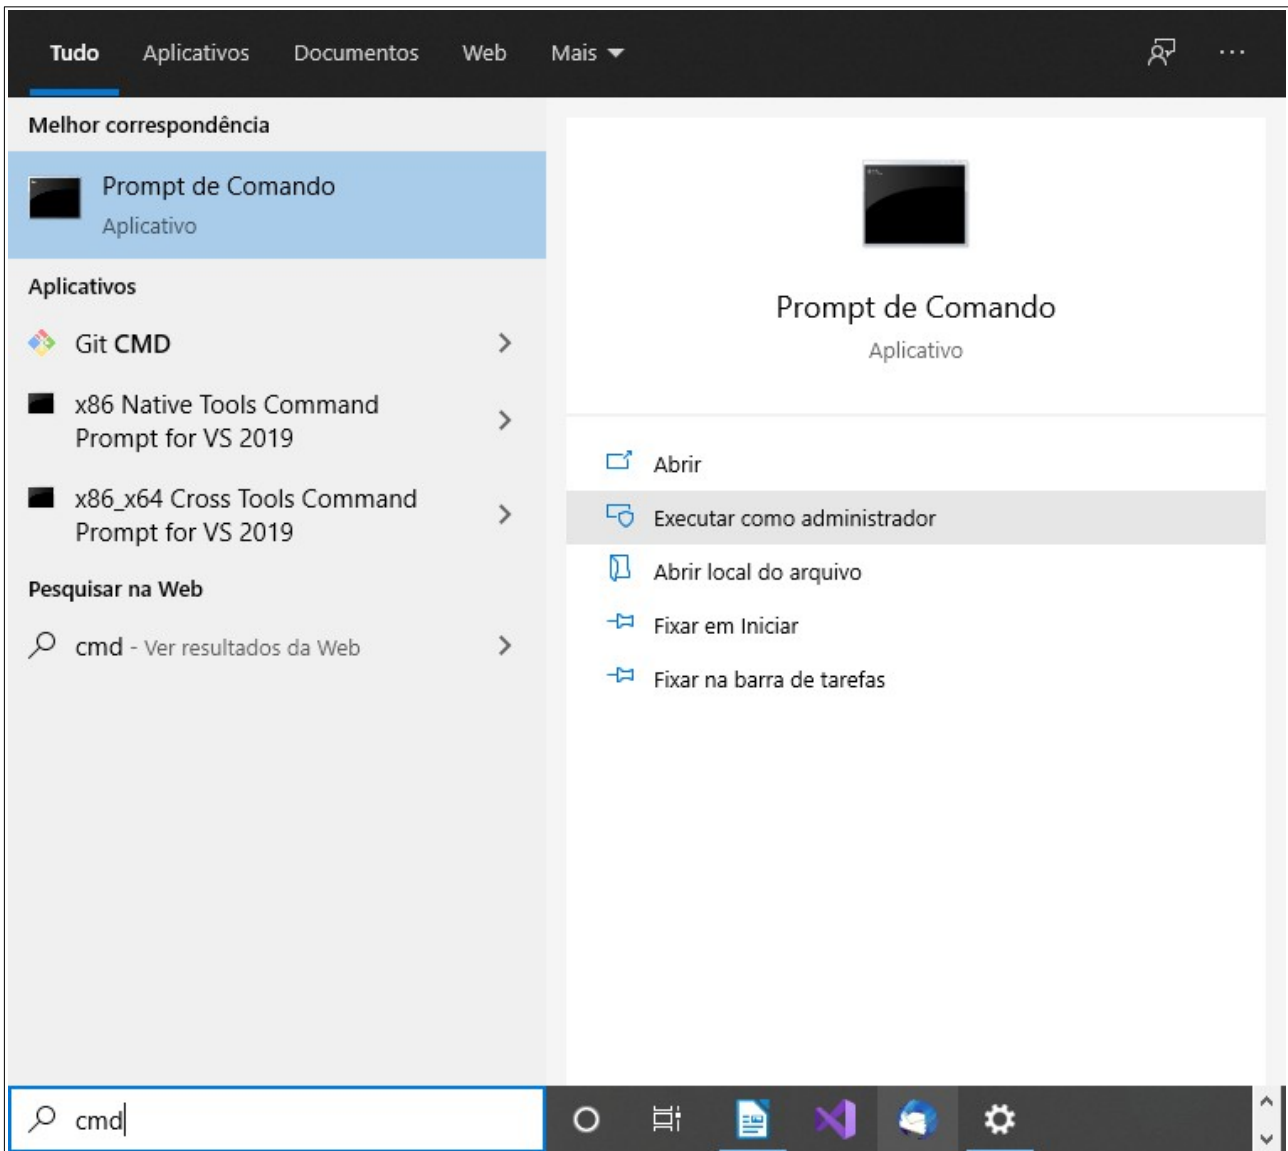 Tudo Aplicativos Documentos Web Mais
Melhor correspondência
Prompt de Comando
Aplicativo
Aplicativos
Git CMD
x86 Native Tools Command
Prompt for VS 2019
x86_x64 Cross Tools Command
Prompt for VS 2019
Pesquisar na Web
cmd - Ver resultados da Web
Prompt de Comando
Aplicativo
Abrir
Executar como administrador
Abrir local do arquivo
Fixar em Iniciar
Fixar na barra de tarefas
cmd